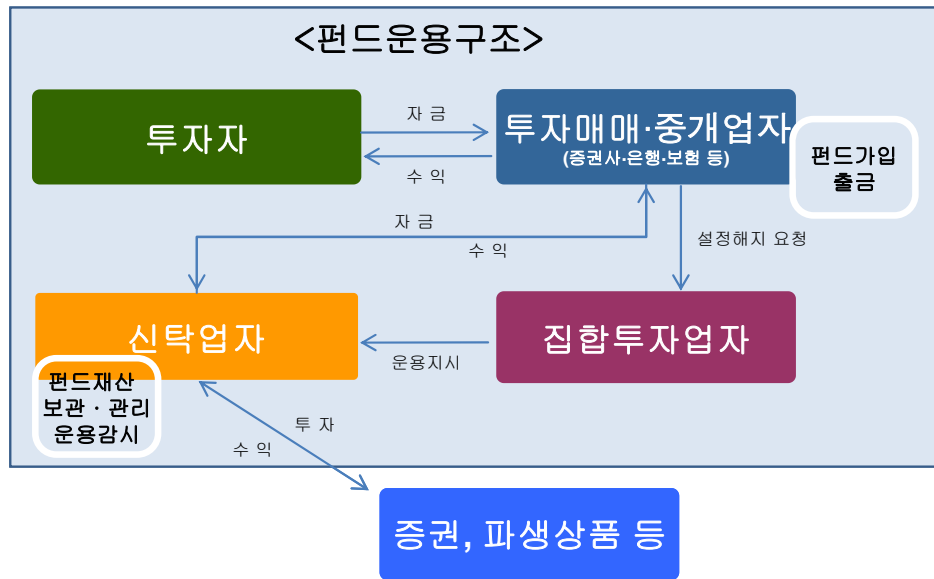 <펀드운용구조>
투자자
자 금
수 익
투자매매·중개업자
(증권사·은행·보험 등)
펀드가입
출금
자 금
수 익
설정해지 요청
신탁업자
운용지시
집합투자업자
펀드재산
보관 · 관리
운용감시
투 자
수 익
증권, 파생상품 등